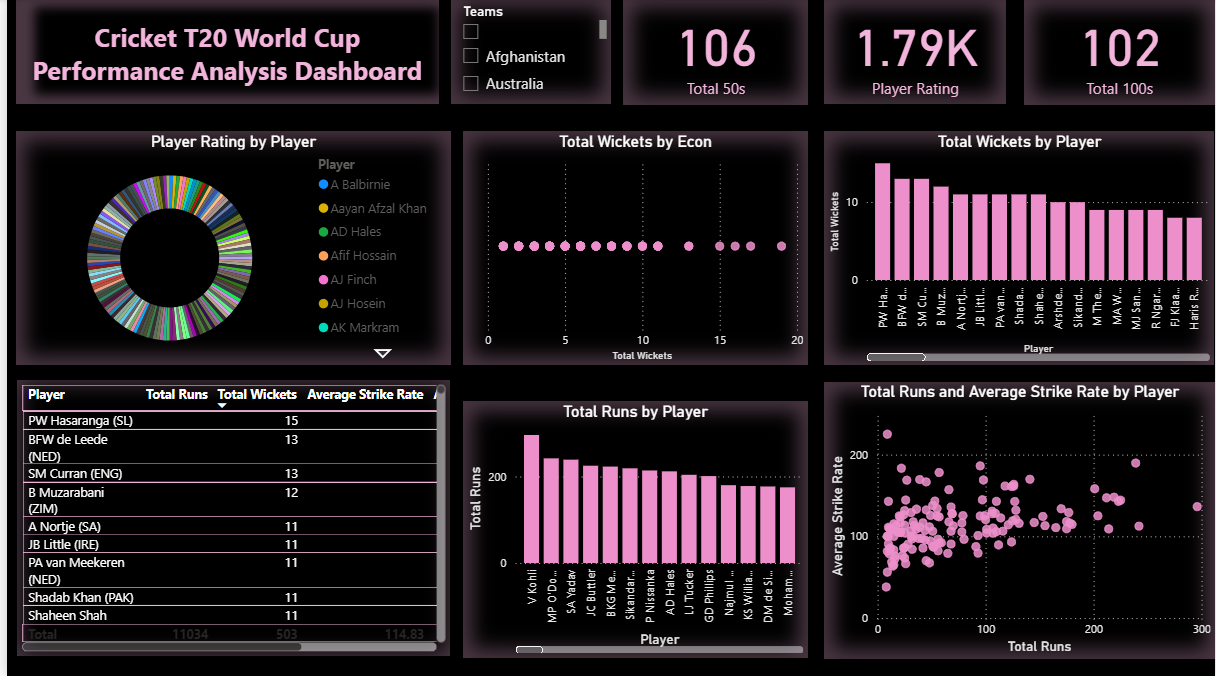 Cricket T20 World Cup
Performance Analysis Dashboard
Teams
Afghanistan
Australia
106
Total 50s
1.79K
Player Rating
102
Total 100s
Player Rating by Player
Player
A Balbirnie
Aayan Afzal Khan
AD Hales
Afif Hossain
AJ Finch
AJ Hosein
AK Markram
Total Wickets by Econ
0 5 10 15 20
Total Wickets
Total Wickets by Player
Total Wickets
10
0
PW Ha...
BFW d...
SM Cu...
B Muz...
A Nortj...
JB Littl...
PA van...
Shada...
Shahe...
Arshde...
Sikand...
M The...
MA W...
MJ San...
R Ngar...
FJ Klaa...
Haris R...
Player
Player Total Runs Total Wickets Average Strike Rate
PW Hasaranga (SL) 15
BFW de Leede 13
(NED)
SM Curran (ENG) 13
B Muzarabani 12
(ZIM)
A Nortje (SA) 11
JB Little (IRE) 11
PA van Meekeren 11
(NED)
Shadab Khan (PAK) 11
Shaheen Shah 11
Total 11034 503 114.83
Total Runs by Player
Total Runs
200
0
V Kohli
MP O'Do...
SA Yadav
JC Buttler
BKG Me...
Sikandar...
P Nissanka
AD Hales
LJ Tucker
GD Phillips
Najmul ...
KS Willia...
DM de Si...
Moham...
Player
Total Runs and Average Strike Rate by Player
Average Strike Rate
200
100
0
0 100 200 300
Total Runs